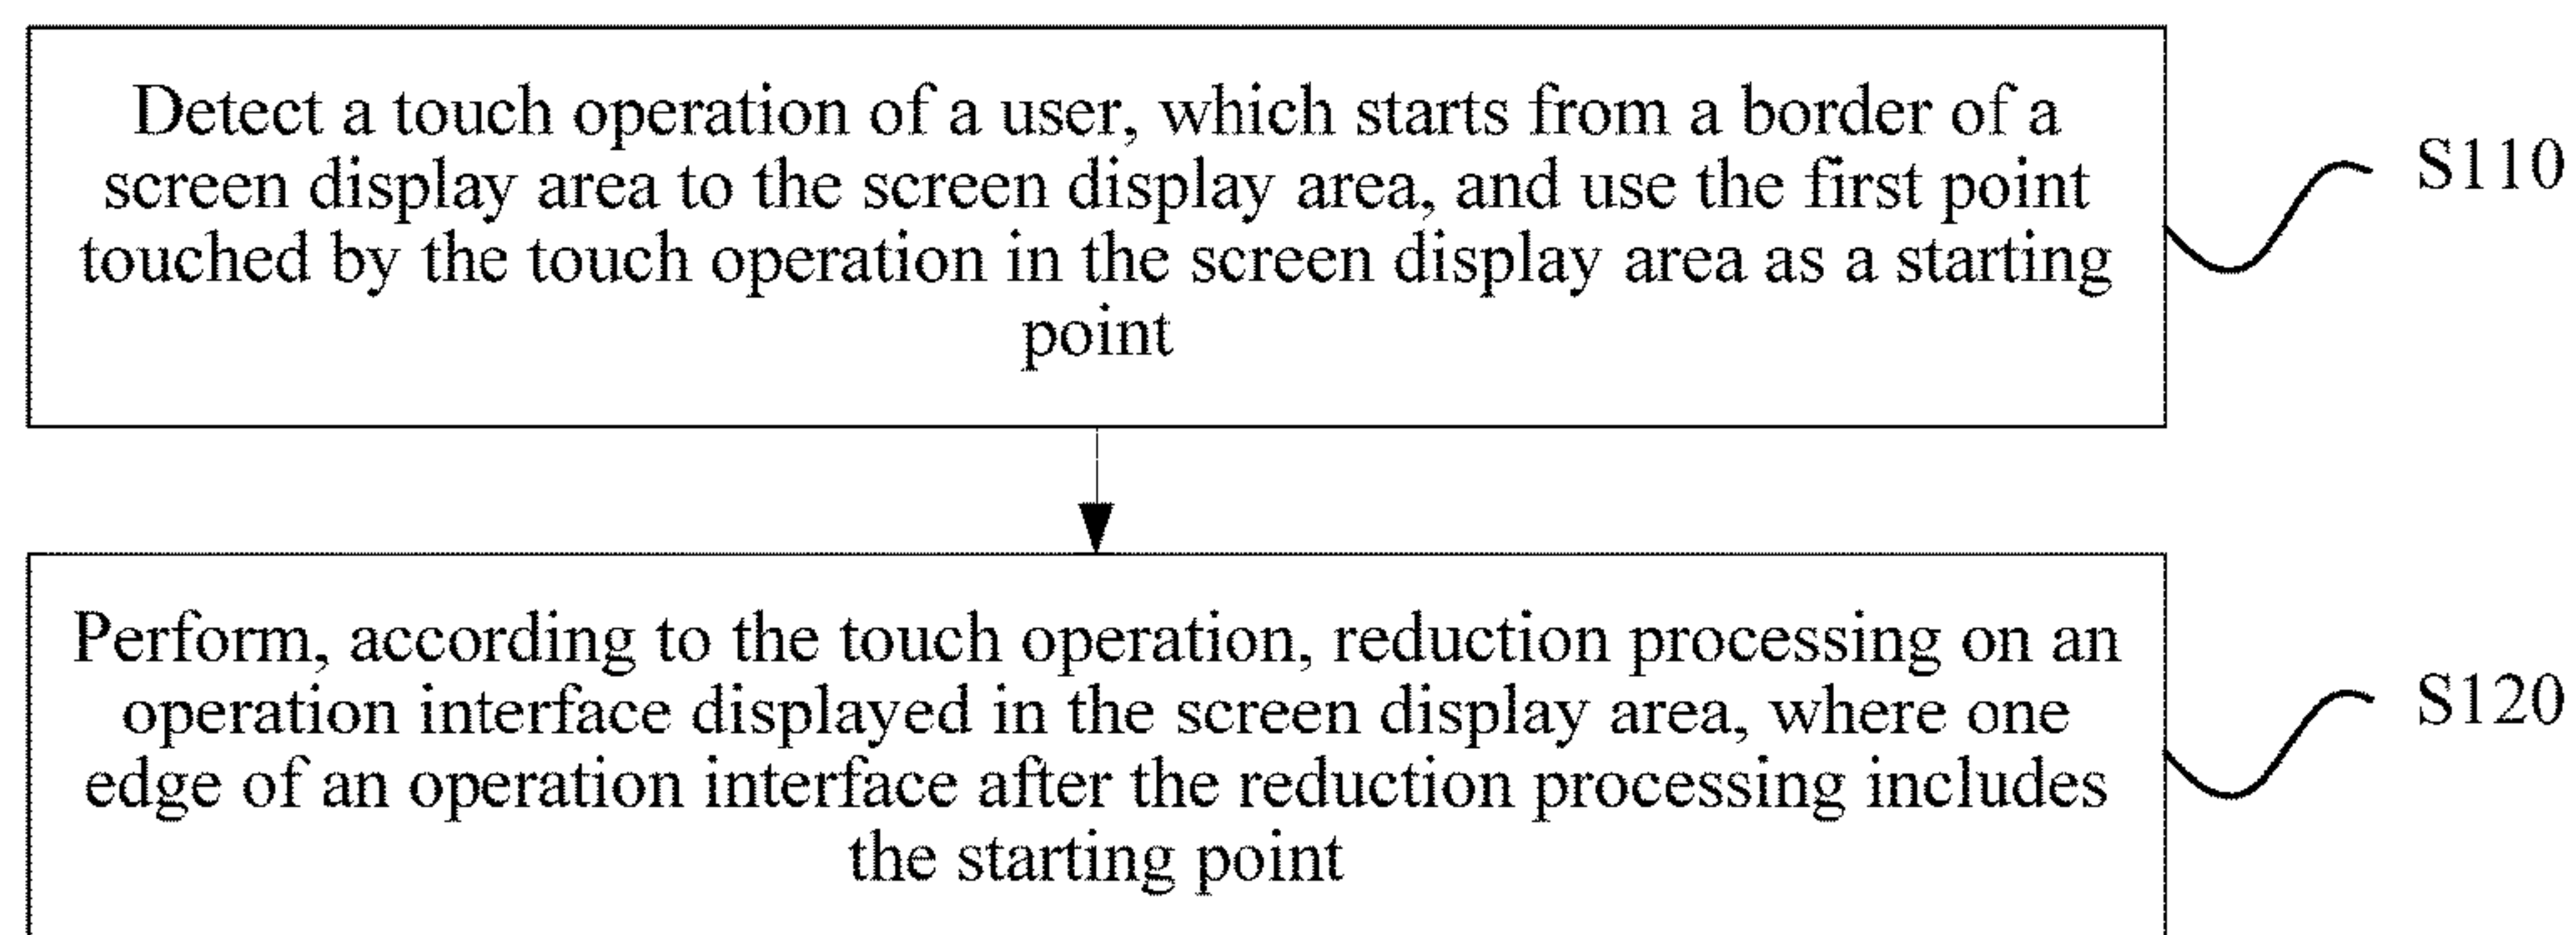 Detect a touch operation of a user, which starts from a border of a
screen display area to the screen display area, and use the first point
touched by the touch operation in the screen display area as a starting
point
S110
Perform, according to the touch operation, reduction processing on an
operation interface displayed in the screen display area, where one
edge of an operation interface after the reduction processing includes
the starting point
S120